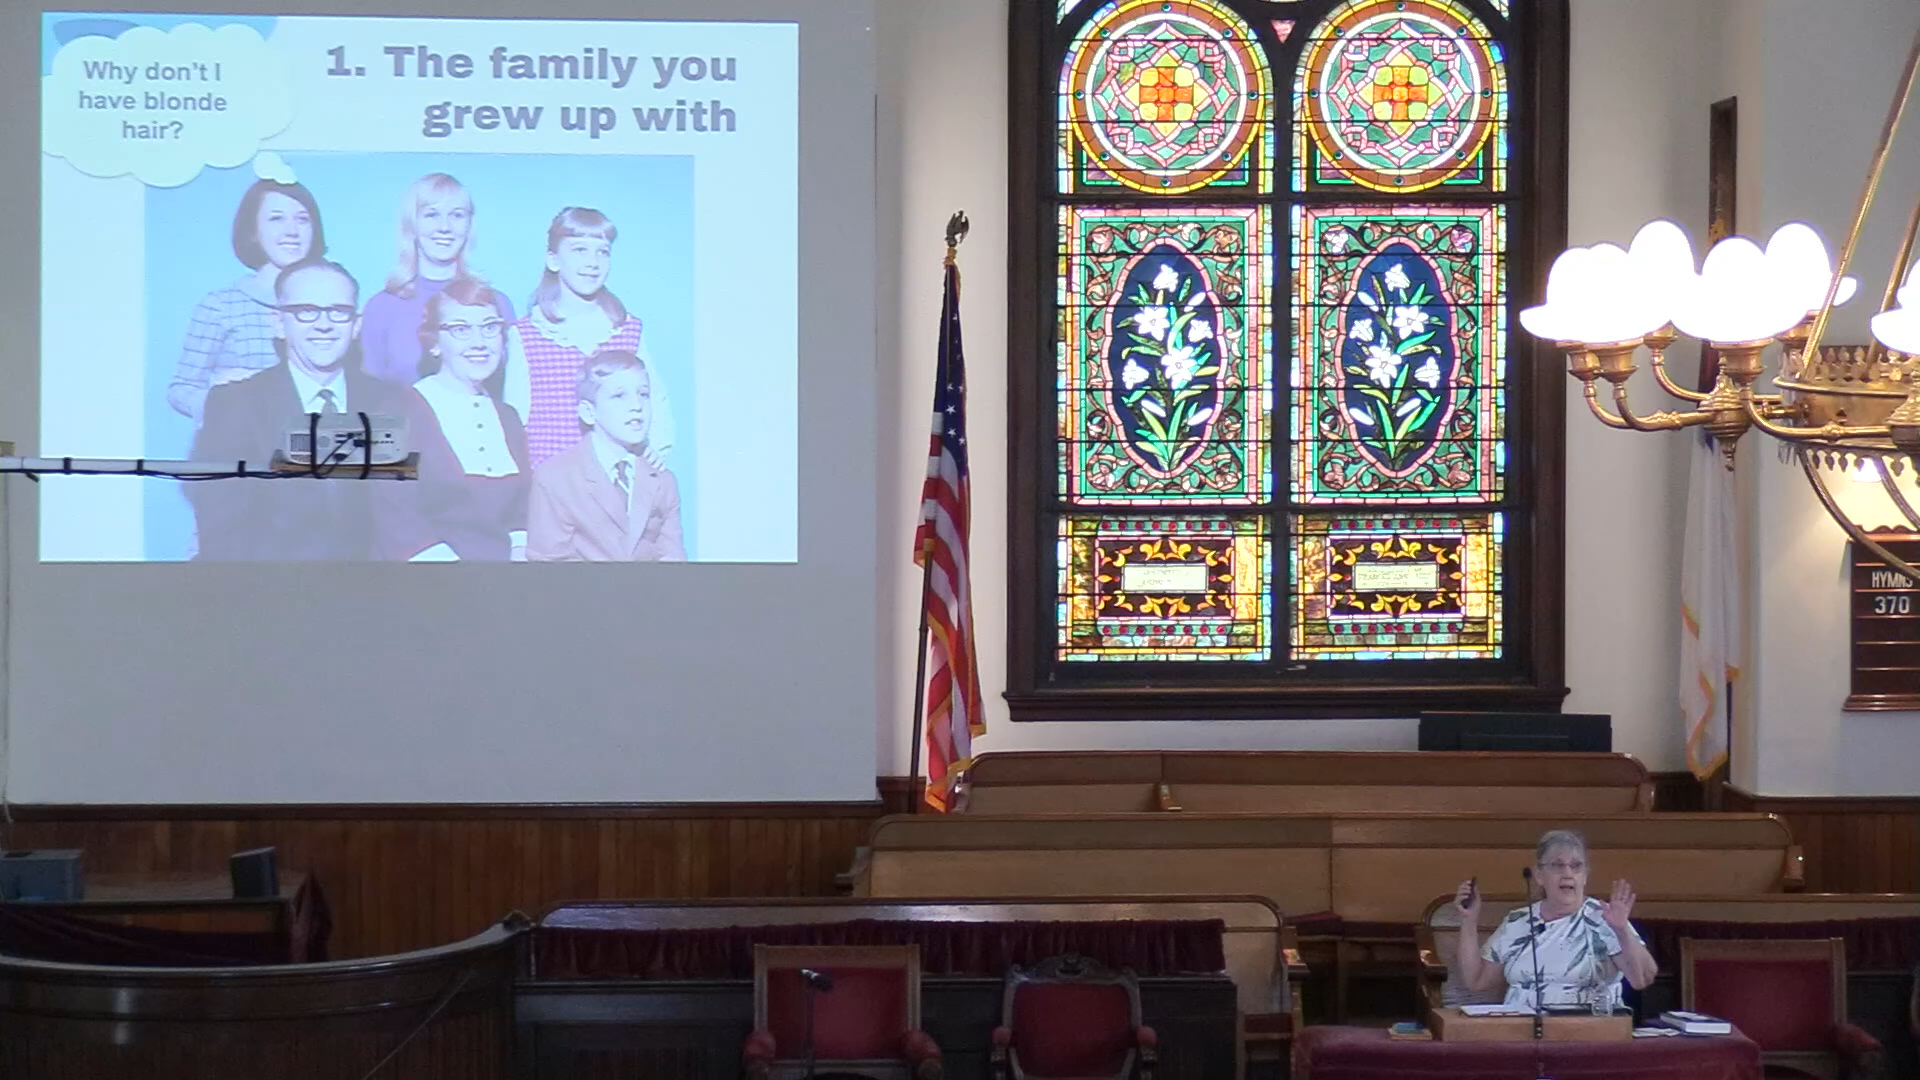 Why don't I
have blonde
hair?
1. The family you
grew up with
HYMNS
370